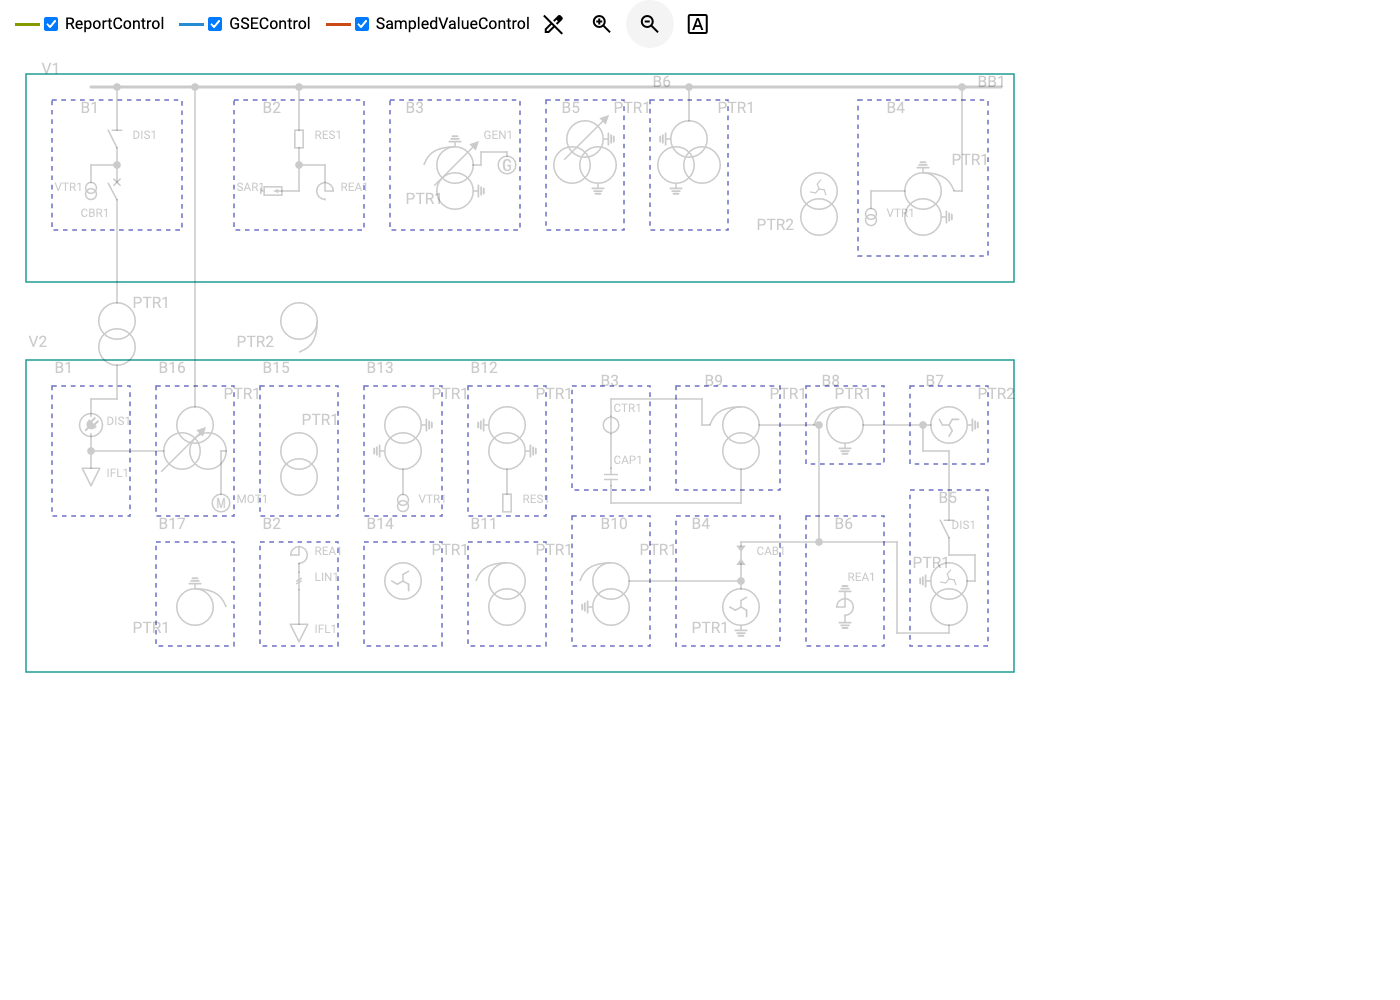 ReportControl GSEControl SampledValueControl A
V1
B6 BB1
B1 B2 B3 B5 PTR1 PTR1 B4
DIS1 RES1 GEN1
PTR1
G
VTR1 SAR1 REA1
PTR1
CBR1 VTR1
PTR2
PTR1
V2 PTR2
B1 B16 B15 B13 B12
B3 B9 B8 B7
PTR1 PTR1 PTR1 PTR1 PTR1 PTR2
CTR1
DIS1 PTR1
CAP1
IFL1
M MOT1 VTR1 RES1 B5
B17 B2 B14 B11 B10 B4 B6 DIS1
REA1 PTR1 PTR1 PTR1 CAB1
PTR1
LIN1 REA1
PTR1 IFL1 PTR1